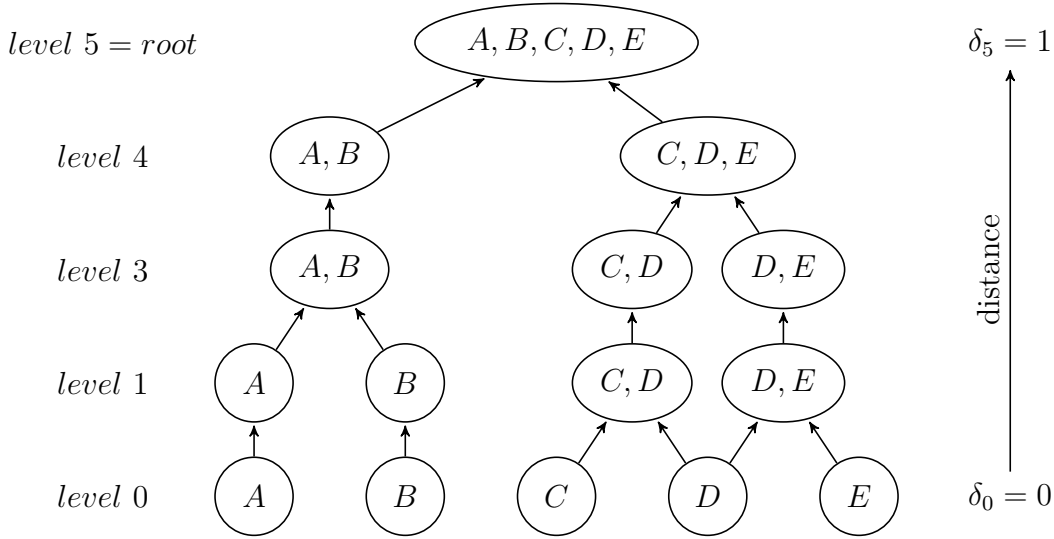 level 5 = root A, B, C, D, E δ5 = 1
level 4 A, B C, D, E
level 3 A, B C, D D, E
distance
level 1 A B C, D D, E
level 0 A B C D E δ0 = 0